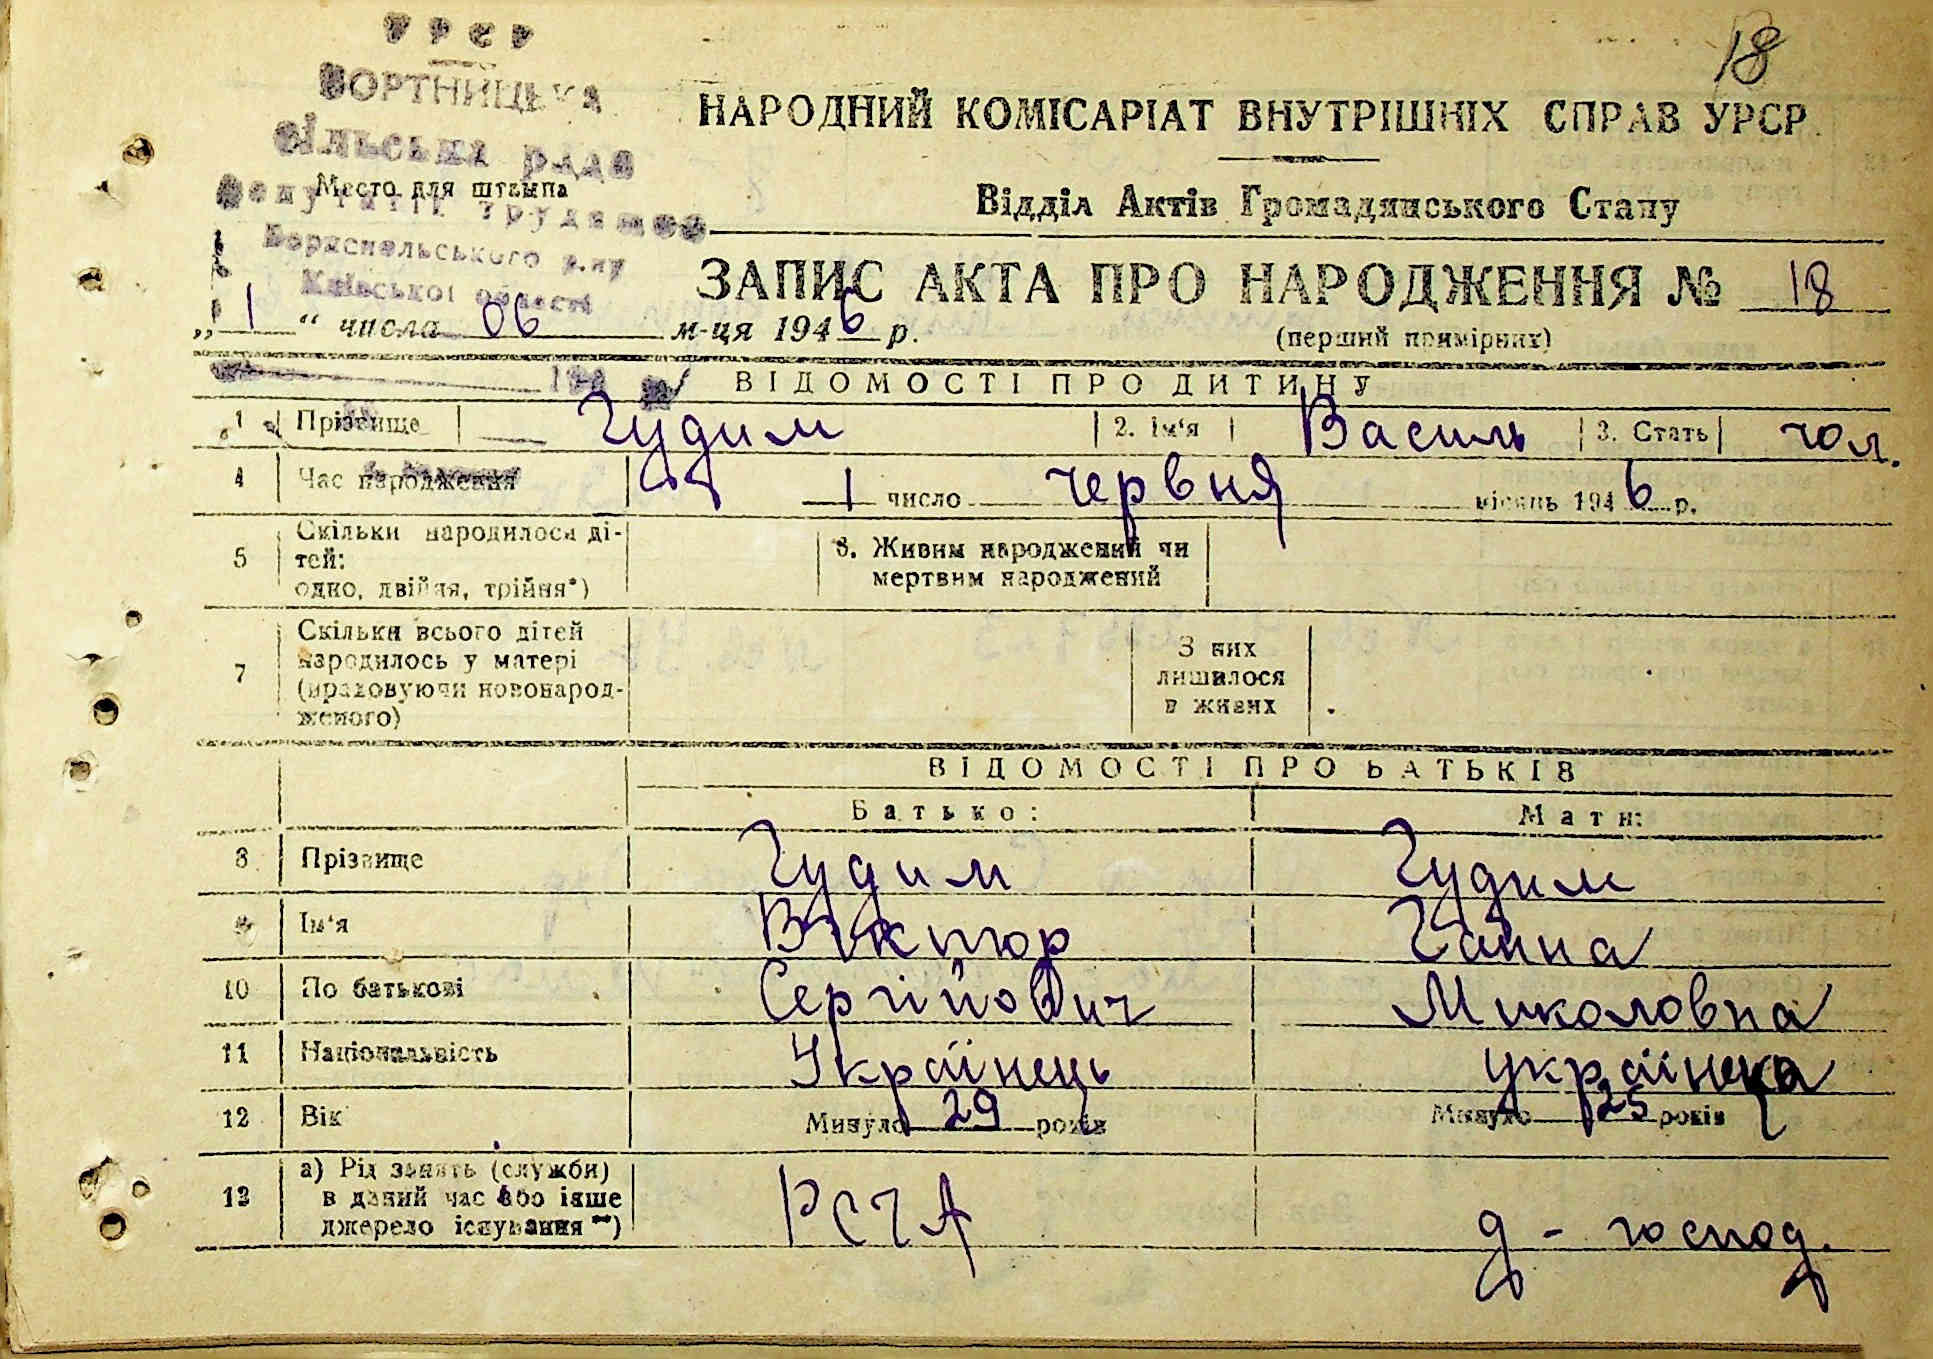 18
УРСР
БОРТНИЦЬКА
Сільська рада
Депутатів Трудящих
Бориспельського р-ну
Київської області
Место для штампа
НАРОДНИЙ КОМІСАРІАТ ВНУТРІШНІХ СПРАВ УРСР
Відділ Актів Громадянського Стану
ЗАПИС АКТА ПРО НАРОДЖЕННЯ № 18
(перший примірник)
„1“ числа 06 м-ця 1946 р.
ВІДОМОСТІ ПРО ДИТИНУ
1 Прізвище Гудим 2. ім'я Василь 3. Стать чол.
4 Час народження 1 число червня місяць 1946 р.
5 Скільки народилося дітей: одно, двійня, трійня*) 6. Живим народжений чи мертвим народжений
7 Скільки всього дітей народилось у матері (враховуючи новонародженого) З них лишилося в живих
ВІДОМОСТІ ПРО БАТЬКІВ
Батько: Мати:
8 Прізвище Гудим Гудим
9 Ім'я Віктор Ганна
10 По батькові Сергійович Миколовна
11 Національність Українець українка
12 Вік Минуло 29 років Минуло 25 років
13 а) Рід занять (служби) в даний час або інше джерело існування**) РСЧА д-господ.